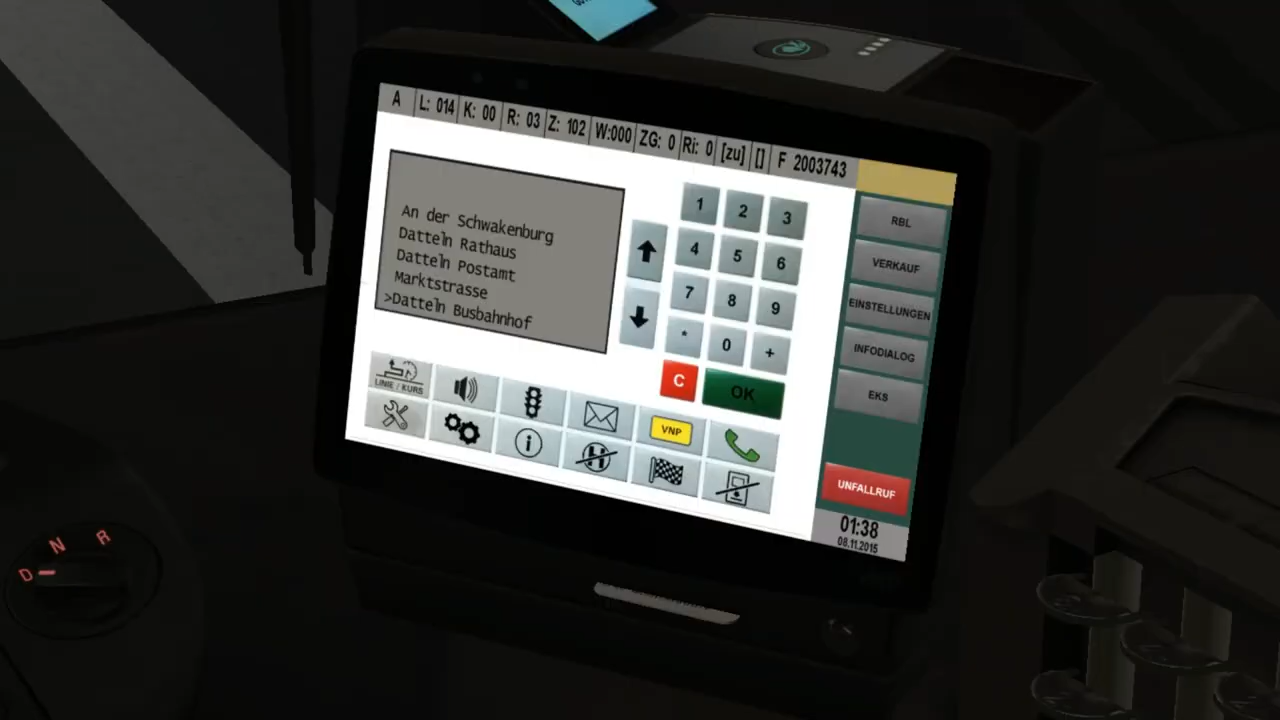 A L: 014 K: 00 R: 03 Z: 102 W:000 ZG: 0 Ri: 0 [zu] [] F 2003743
An der Schwakenburg
Datteln Rathaus
Datteln Postamt
Marktstrasse
>Datteln Busbahnhof
1 2 3
4 5 6
7 8 9
* 0 +
C OK
LINIE / KURS
VNP
RBL
VERKAUF
EINSTELLUNGEN
INFODIALOG
EKS
UNFALLRUF
01:38
08.11.2015
D N R